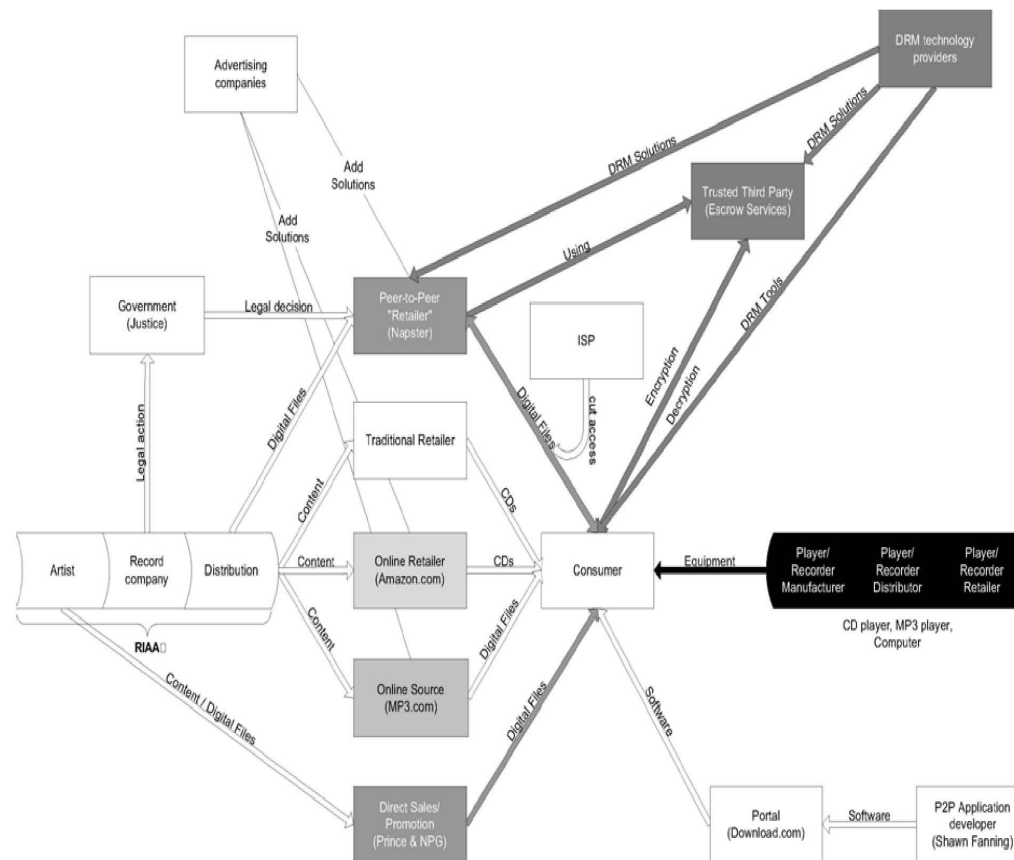 Advertising
companies
DRM technology
providers
DRM Solutions
DRM Solutions
Add
Solutions
Trusted Third Party
(Escrow Services)
Add
Solutions
Using
DRM Tools
Government
(Justice)
Legal decision
Peer-to-Peer
"Retailer"
(Napster)
ISP
Encryption
Decryption
Digital Files
cut access
Legal action
Digital Files
Traditional Retailer
Content
CDs
Artist
Record
company
Distribution
Content
Online Retailer
(Amazon.com)
CDs
Consumer
Equipment
Player/
Recorder
Manufacturer
Player/
Recorder
Distributor
Player/
Recorder
Retailer
CD player, MP3 player,
Computer
RIAA
Content
Digital Files
Online Source
(MP3.com)
Content / Digital Files
Digital Files
Software
Direct Sales/
Promotion
(Prince & NPG)
Portal
(Download.com)
Software
P2P Application
developer
(Shawn Fanning)